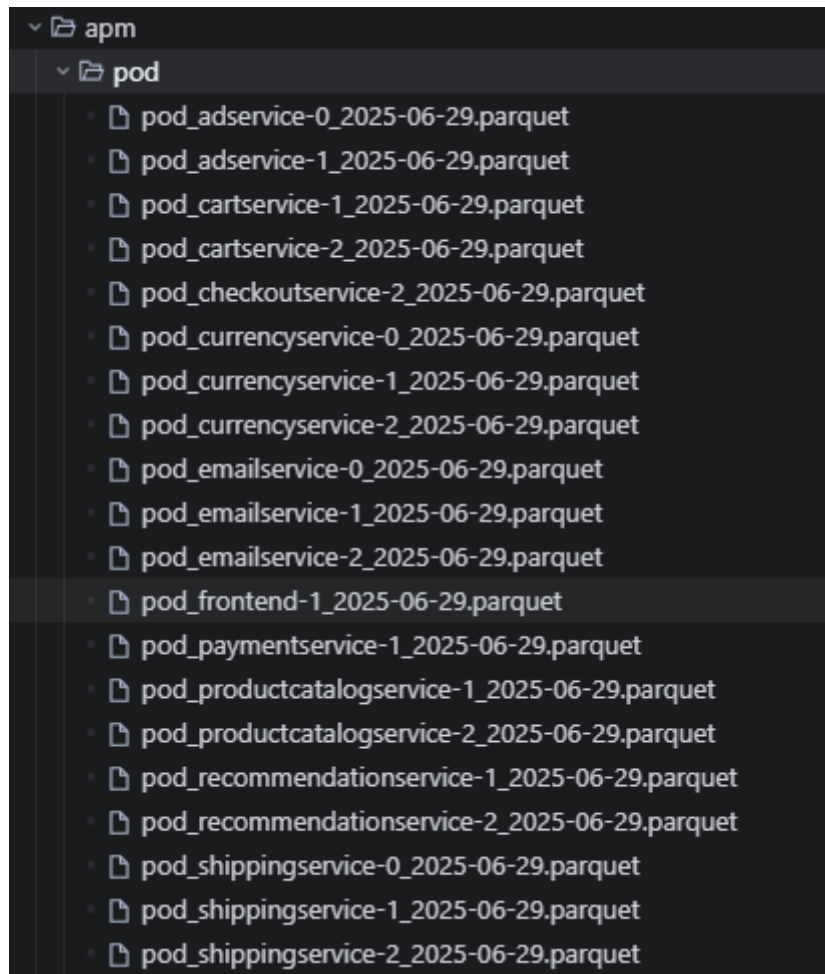 apm
pod
pod_adservice-0_2025-06-29.parquet
pod_adservice-1_2025-06-29.parquet
pod_cartservice-1_2025-06-29.parquet
pod_cartservice-2_2025-06-29.parquet
pod_checkoutservice-2_2025-06-29.parquet
pod_currencyservice-0_2025-06-29.parquet
pod_currencyservice-1_2025-06-29.parquet
pod_currencyservice-2_2025-06-29.parquet
pod_emailservice-0_2025-06-29.parquet
pod_emailservice-1_2025-06-29.parquet
pod_emailservice-2_2025-06-29.parquet
pod_frontend-1_2025-06-29.parquet
pod_paymentservice-1_2025-06-29.parquet
pod_productcatalogservice-1_2025-06-29.parquet
pod_productcatalogservice-2_2025-06-29.parquet
pod_recommendationservice-1_2025-06-29.parquet
pod_recommendationservice-2_2025-06-29.parquet
pod_shippingservice-0_2025-06-29.parquet
pod_shippingservice-1_2025-06-29.parquet
pod_shippingservice-2_2025-06-29.parquet